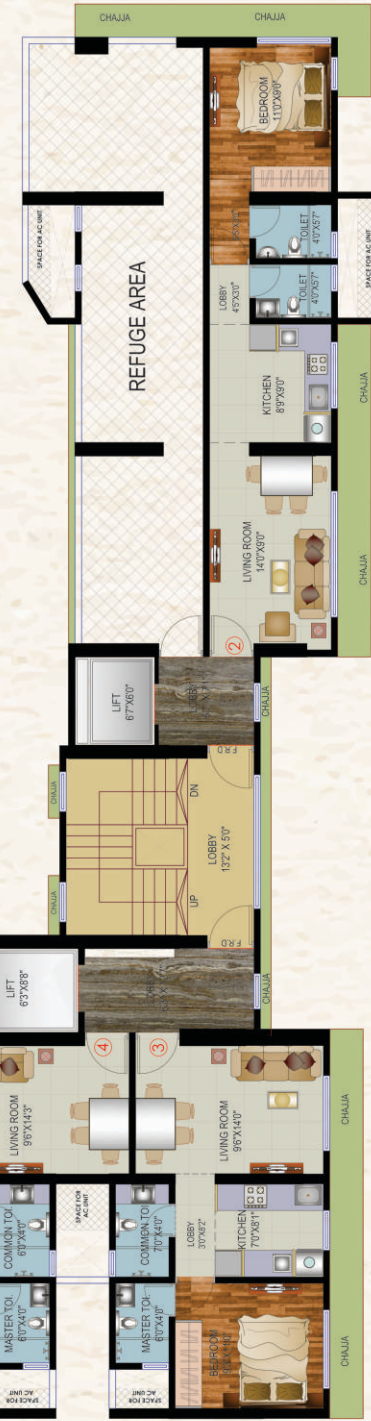 CHAJJA
CHAJJA
SPACE FOR AC UNIT
REFUGE AREA
BEDROOM
11'0"X9'0"
TOILET
4'0"X5'7"
TOILET
4'0"X5'7"
SPACE FOR AC UNIT
LOBBY
4'5"X3'0"
KITCHEN
8'9"X9'0"
CHAJJA
LIVING ROOM
14'0"X9'0"
CHAJJA
2
LIFT
6'7"X6'0"
CHAJJA
CHAJJA
CHAJJA
DN
UP
LOBBY
13'2" X 5'0"
F.R.D.
F.R.D.
CHAJJA
LIFT
6'3"X8'8"
4
3
LIVING ROOM
9'6"X14'3"
LIVING ROOM
9'6"X14'0"
CHAJJA
COMMON TOI.
6'0"X4'0"
SPACE FOR
AC UNIT
COMMON TOI.
7'0"X4'0"
LOBBY
3'0"X8'2"
KITCHEN
7'0"X8'1"
MASTER TOI.
6'0"X4'0"
MASTER TOI.
6'0"X4'0"
BEDROOM
SPACE FOR
AC UNIT
SPACE FOR
AC UNIT
CHAJJA